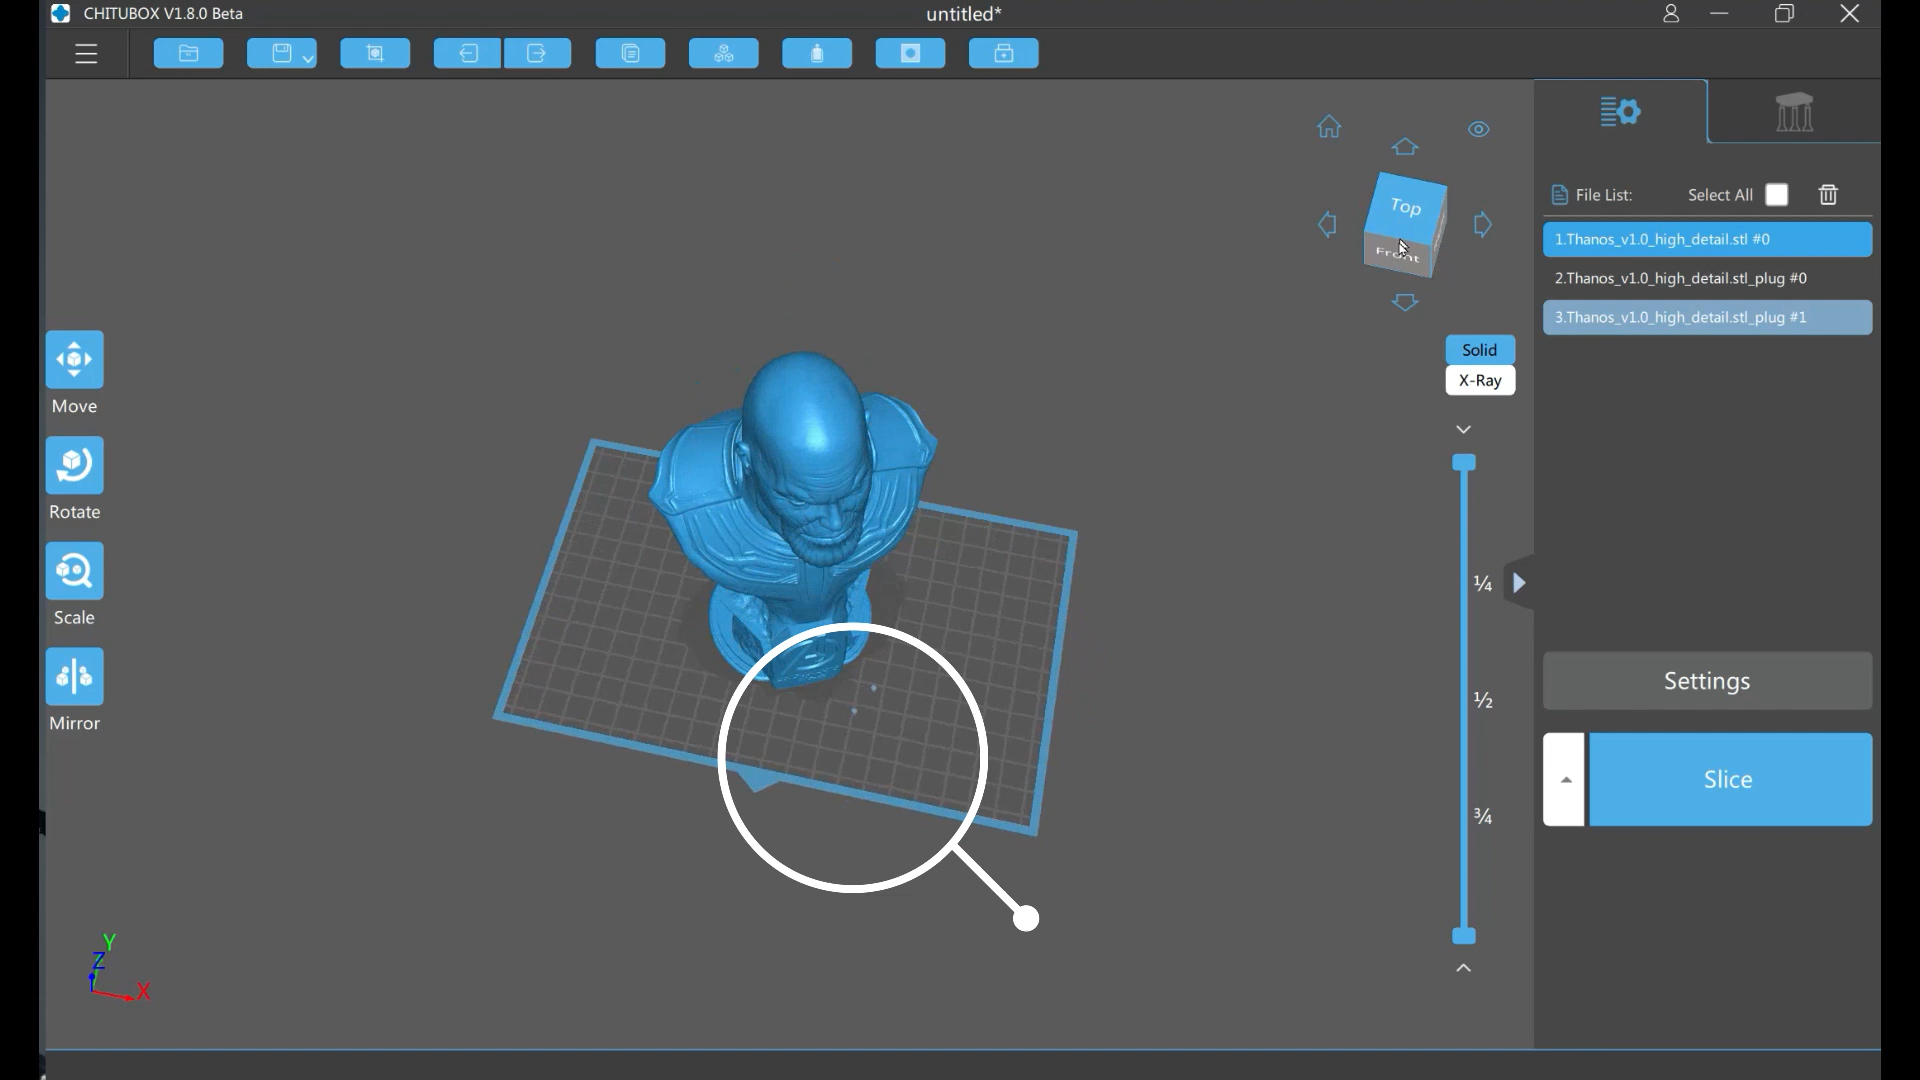 CHITUBOX V1.8.0 Beta
untitled*
Top
Front
File List:
Select All
1.Thanos_v1.0_high_detail.stl #0
2.Thanos_v1.0_high_detail.stl_plug #0
3.Thanos_v1.0_high_detail.stl_plug #1
Solid
X-Ray
Move
Rotate
Scale
Mirror
¼
½
¾
Settings
Slice
Y
Z
X